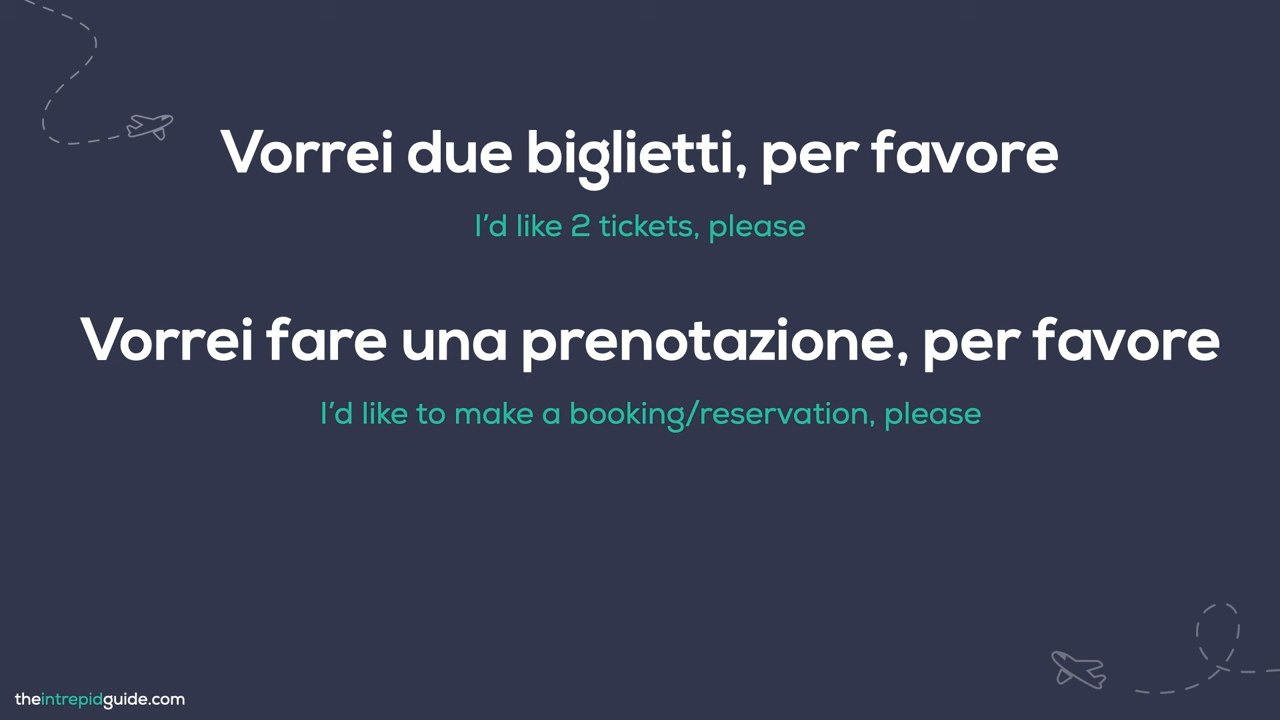 Vorrei due biglietti, per favore
I'd like 2 tickets, please
Vorrei fare una prenotazione, per favore
I'd like to make a booking/reservation, please
theintrepidguide.com